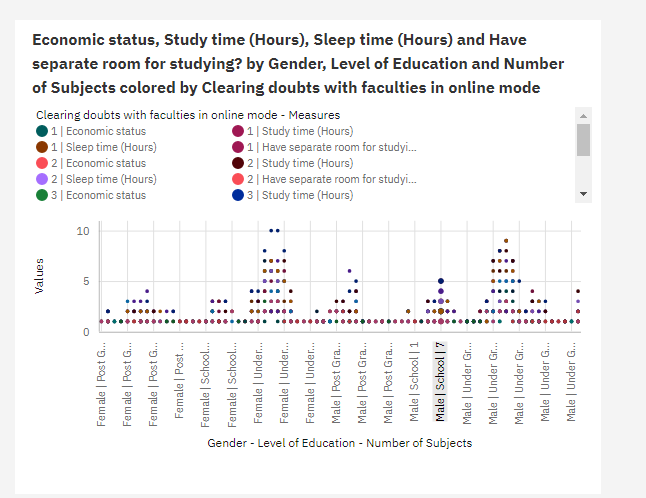 Economic status, Study time (Hours), Sleep time (Hours) and Have
separate room for studying? by Gender, Level of Education and Number
of Subjects colored by Clearing doubts with faculties in online mode
Clearing doubts with faculties in online mode - Measures
1 | Economic status
1 | Study time (Hours)
1 | Sleep time (Hours)
1 | Have separate room for studyi...
2 | Economic status
2 | Study time (Hours)
2 | Sleep time (Hours)
2 | Have separate room for studyi...
3 | Economic status
3 | Study time (Hours)
Values
10
5
0
Female | Post G...
Female | Post G...
Female | Post G...
Female | Post ...
Female | School...
Female | School...
Female | Under...
Female | Under...
Female | Under...
Male | Post Gra...
Male | Post Gra...
Male | Post Gra...
Male | School | 1
Male | School | 7
Male | Under Gr...
Male | Under Gr...
Male | Under Gr...
Male | Under G...
Male | Under G...
Gender - Level of Education - Number of Subjects